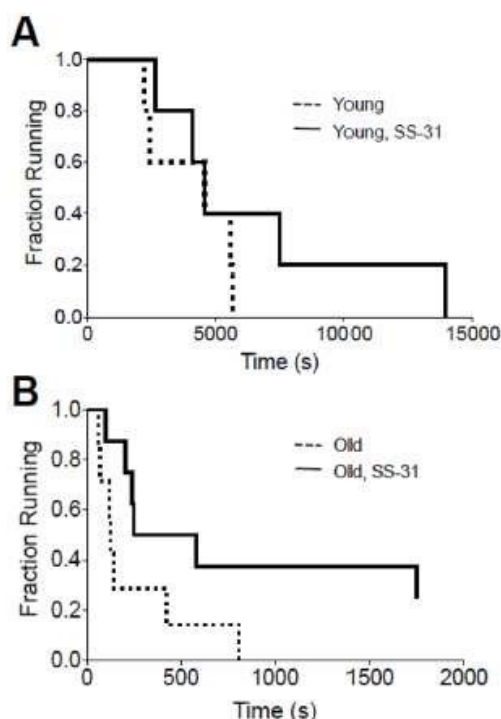 A
1.0
0.8
0.6
0.4
0.2
0.0
Fraction Running
Young
Young, SS-31
0 5000 10000 15000
Time (s)
B
1.0
0.8
0.6
0.4
0.2
0.0
Fraction Running
Old
Old, SS-31
0 500 1000 1500 2000
Time (s)